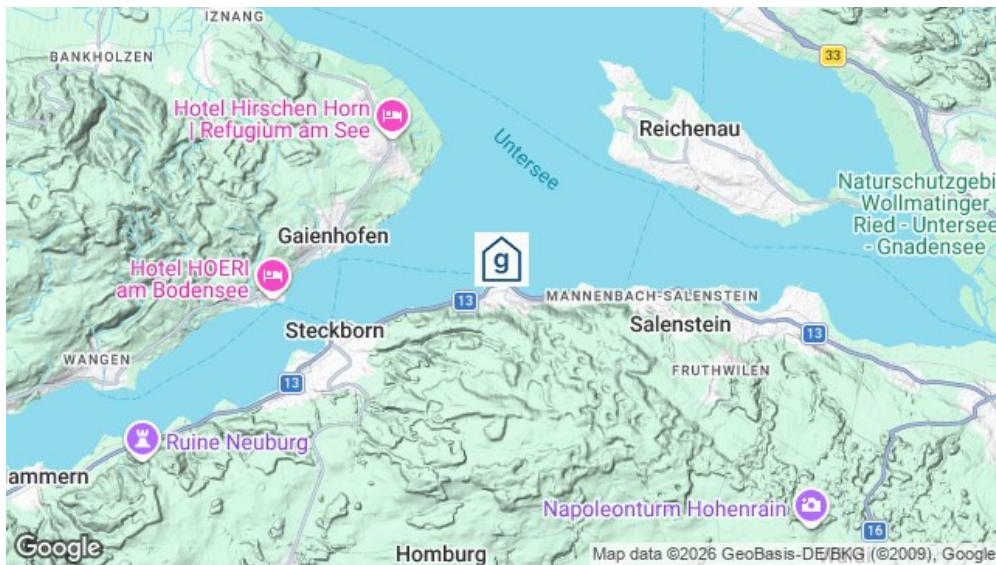 IZNANG
BANKHOLZEN
33
Hotel Hirschen Horn
| Refugium am See
Reichenau
Untersee
Naturschutzgebi
Wollmatinger
Ried - Untersee
- Gnadensee
Gaienhofen
g
Hotel HOERI
am Bodensee
13
MANNENBACH-SALENSTEIN
Steckborn
Salenstein
13
WANGEN
FRUTHWILEN
13
Ruine Neuburg
ammern
Napoleonturm Hohenrain
16
Google
Homburg
Map data ©2026 GeoBasis-DE/BKG (©2009), Google